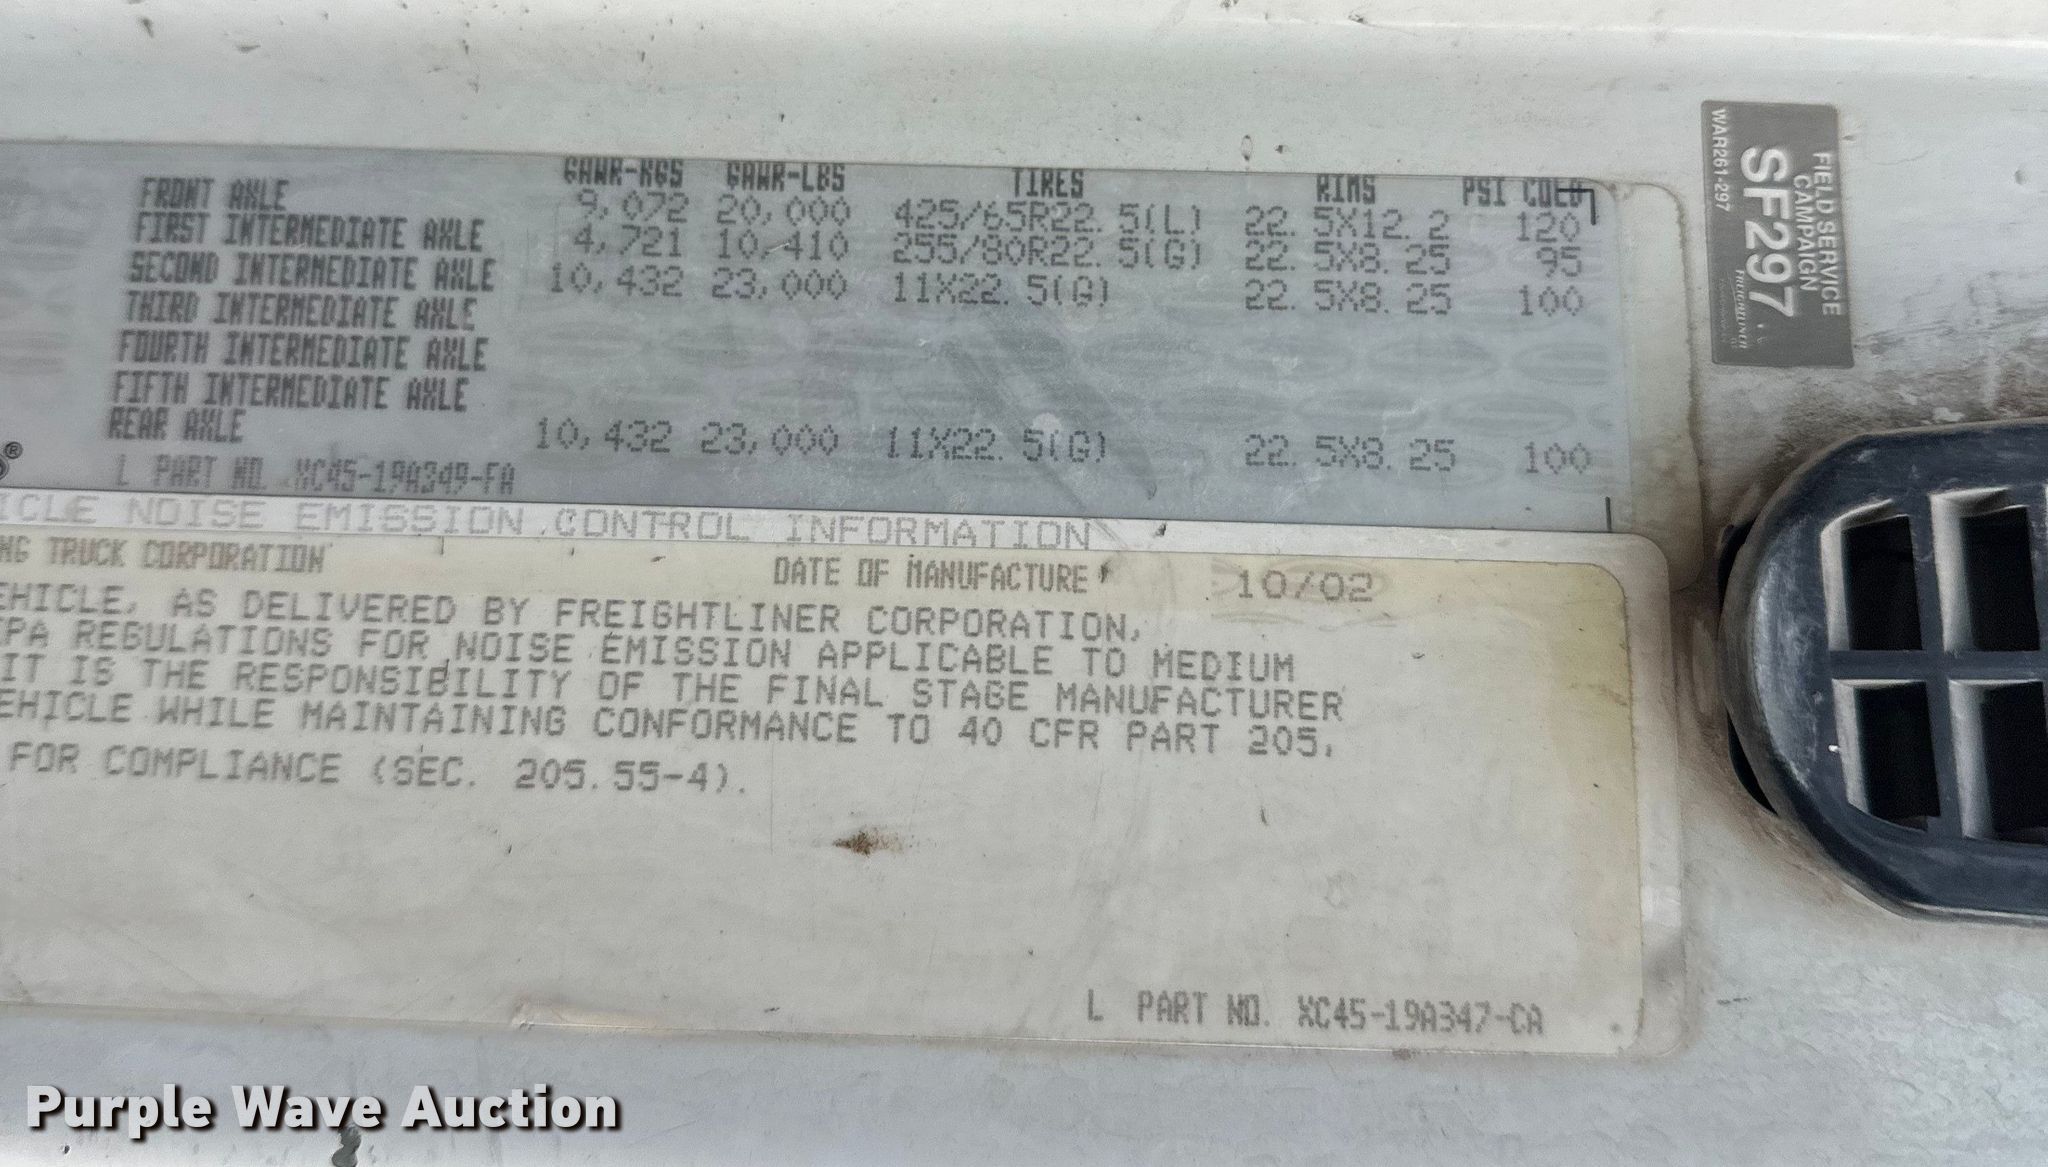 GAWR-KGS GAWR-LBS TIRES RIMS PSI COLD
FRONT AXLE 9,072 20,000 425/65R22.5(L) 22.5X12.2 120
FIRST INTERMEDIATE AXLE 4,721 10,410 255/80R22.5(G) 22.5X8.25 95
SECOND INTERMEDIATE AXLE 10,432 23,000 11X22.5(G) 22.5X8.25 100
THIRD INTERMEDIATE AXLE
FOURTH INTERMEDIATE AXLE
FIFTH INTERMEDIATE AXLE
REAR AXLE 10,432 23,000 11X22.5(G) 22.5X8.25 100
®
L PART NO. XC45-19A349-FA
ICLE NOISE EMISSION CONTROL INFORMATION
NG TRUCK CORPORATION DATE OF MANUFACTURE 10/02
EHICLE, AS DELIVERED BY FREIGHTLINER CORPORATION,
EPA REGULATIONS FOR NOISE EMISSION APPLICABLE TO MEDIUM
IT IS THE RESPONSIBILITY OF THE FINAL STAGE MANUFACTURER
EHICLE WHILE MAINTAINING CONFORMANCE TO 40 CFR PART 205,
FOR COMPLIANCE (SEC. 205.55-4).
L PART NO. XC45-19A347-CA
FIELD SERVICE
CAMPAIGN
SF297
FREIGHTLINER
WAR261-297
Purple Wave Auction